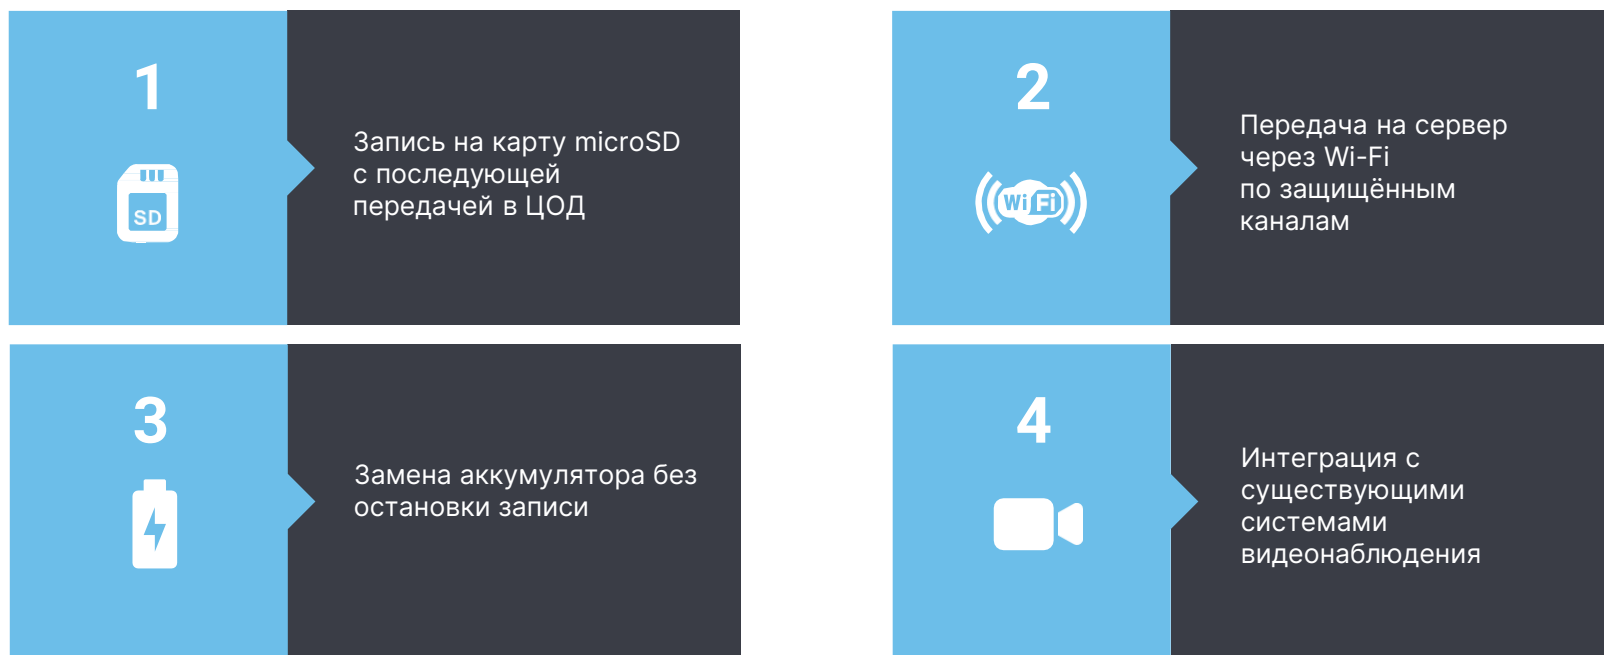 1
SD
Запись на карту microSD
с последующей
передачей в ЦОД
2
Wi Fi
Передача на сервер
через Wi-Fi
по защищённым
каналам
3
Замена аккумулятора без
остановки записи
4
Интеграция с
существующими
системами
видеонаблюдения